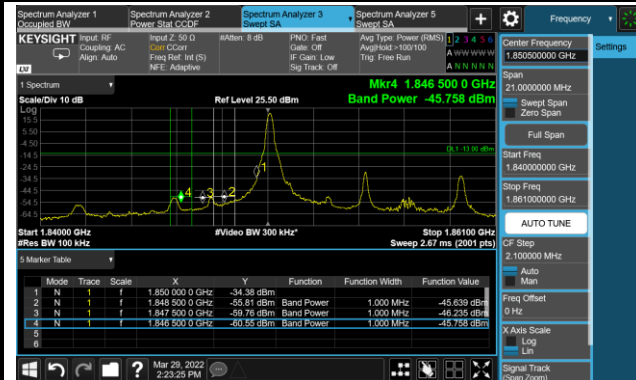 Spectrum Analyzer 1
Occupied BW
Spectrum Analyzer 2
Power Stat CCDF
Spectrum Analyzer 3
Swept SA
Spectrum Analyzer 5
Swept SA
+
Frequency
KEYSIGHT
Input: RF
Coupling: AC
Align: Auto
Input Z: 50 Ω
Corr CCorr
Freq Ref: Int (S)
NFE: Adaptive
#Atten: 8 dB
PNO: Fast
Gate: Off
IF Gain: Low
Sig Track: Off
Avg Type: Power (RMS)
Avg|Hold:>100/100
Trig: Free Run
1 2 3 4 5 6
A W W W W W
A N N N N N
LXI
1 Spectrum
Scale/Div 10 dB
Ref Level 25.50 dBm
Mkr4 1.846 500 0 GHz
Band Power -45.758 dBm
Log
15.5
5.50
-4.50
-14.5
-24.5
-34.5
-44.5
-54.5
-64.5
DL1 -13.00 dBm
1
2
3
4
Start 1.84000 GHz
#Res BW 100 kHz
#Video BW 300 kHz*
Stop 1.86100 GHz
Sweep 2.67 ms (2001 pts)
5 Marker Table
Mode Trace Scale X Y Function Function Width Function Value
1 N 1 f 1.850 000 0 GHz -34.38 dBm
2 N 1 f 1.848 500 0 GHz -55.81 dBm Band Power 1.000 MHz -45.639 dBm
3 N 1 f 1.847 500 0 GHz -59.76 dBm Band Power 1.000 MHz -46.235 dBm
4 N 1 f 1.846 500 0 GHz -60.55 dBm Band Power 1.000 MHz -45.758 dBm
5
6
Center Frequency
1.850500000 GHz
Settings
Span
21.0000000 MHz
Swept Span
Zero Span
Full Span
Start Freq
1.840000000 GHz
Stop Freq
1.861000000 GHz
AUTO TUNE
CF Step
2.100000 MHz
Auto
Man
Freq Offset
0 Hz
X Axis Scale
Log
Lin
Signal Track
(Span Zoom)
?
Mar 29, 2022
2:23:25 PM